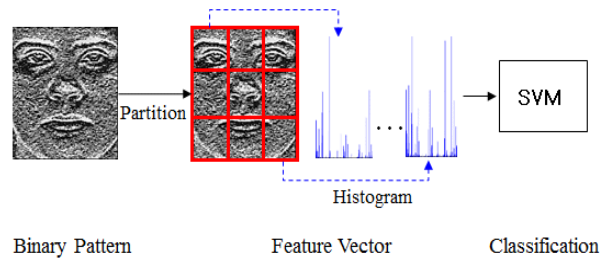 Partition
SVM
Histogram
Binary Pattern
Feature Vector
Classification